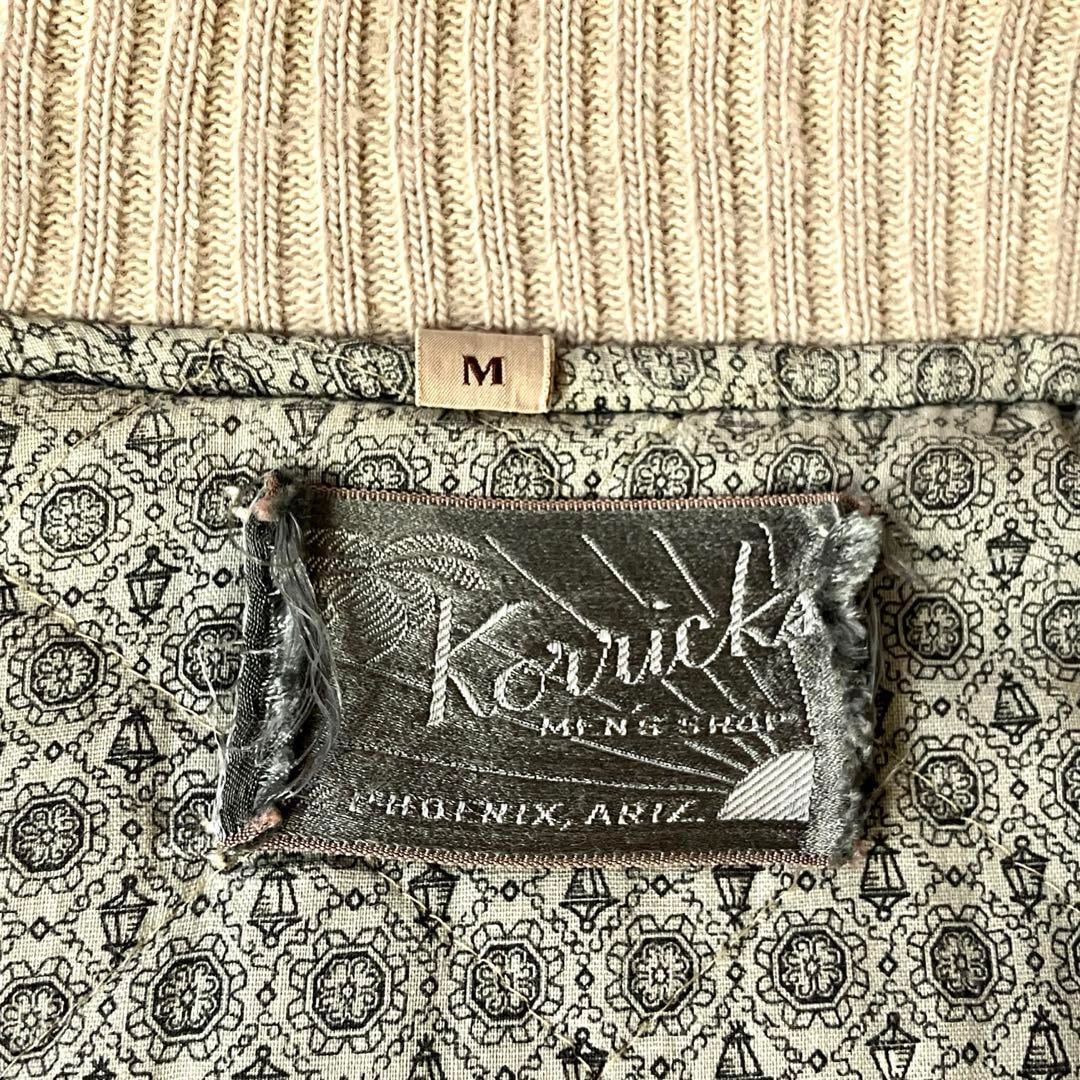 M
Korrick's
MEN'S SHOP
PHOENIX, ARIZ.